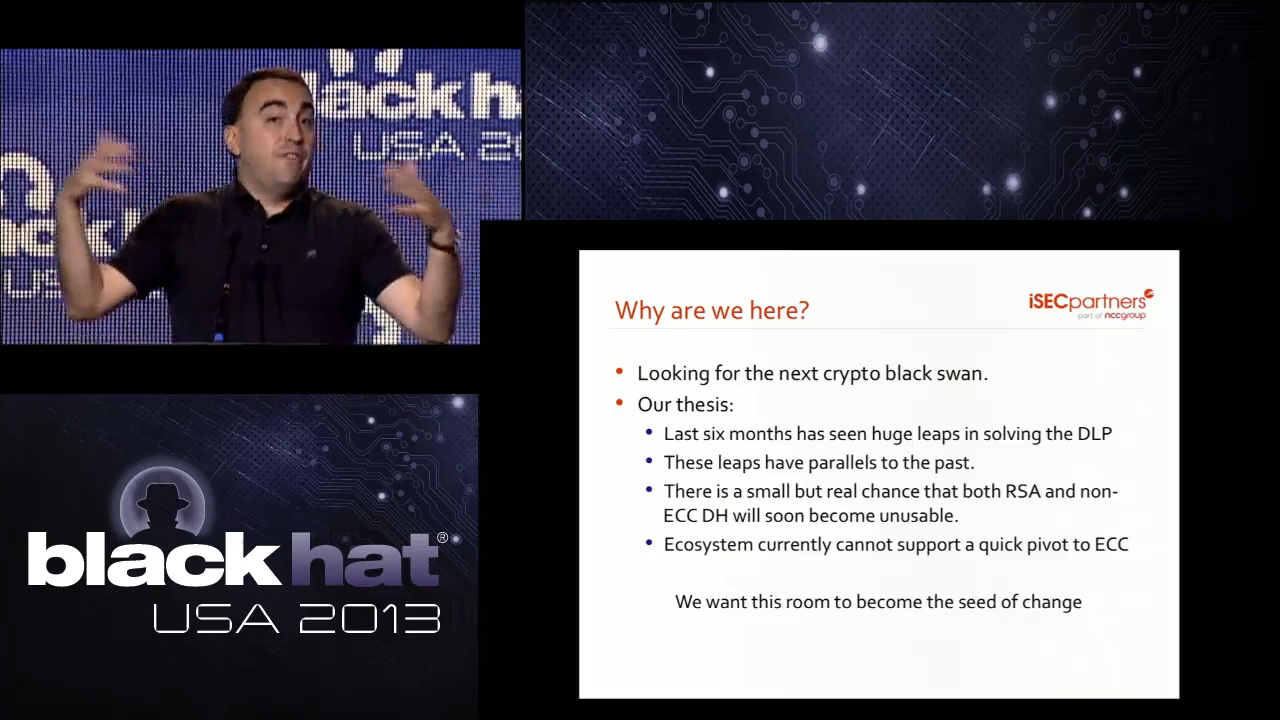 black h
USA 2
black h
US
blackhat®
USA 2013
Why are we here?
iSECpartners
part of nccgroup
• Looking for the next crypto black swan.
• Our thesis:
• Last six months has seen huge leaps in solving the DLP
• These leaps have parallels to the past.
• There is a small but real chance that both RSA and non-
ECC DH will soon become unusable.
• Ecosystem currently cannot support a quick pivot to ECC
We want this room to become the seed of change